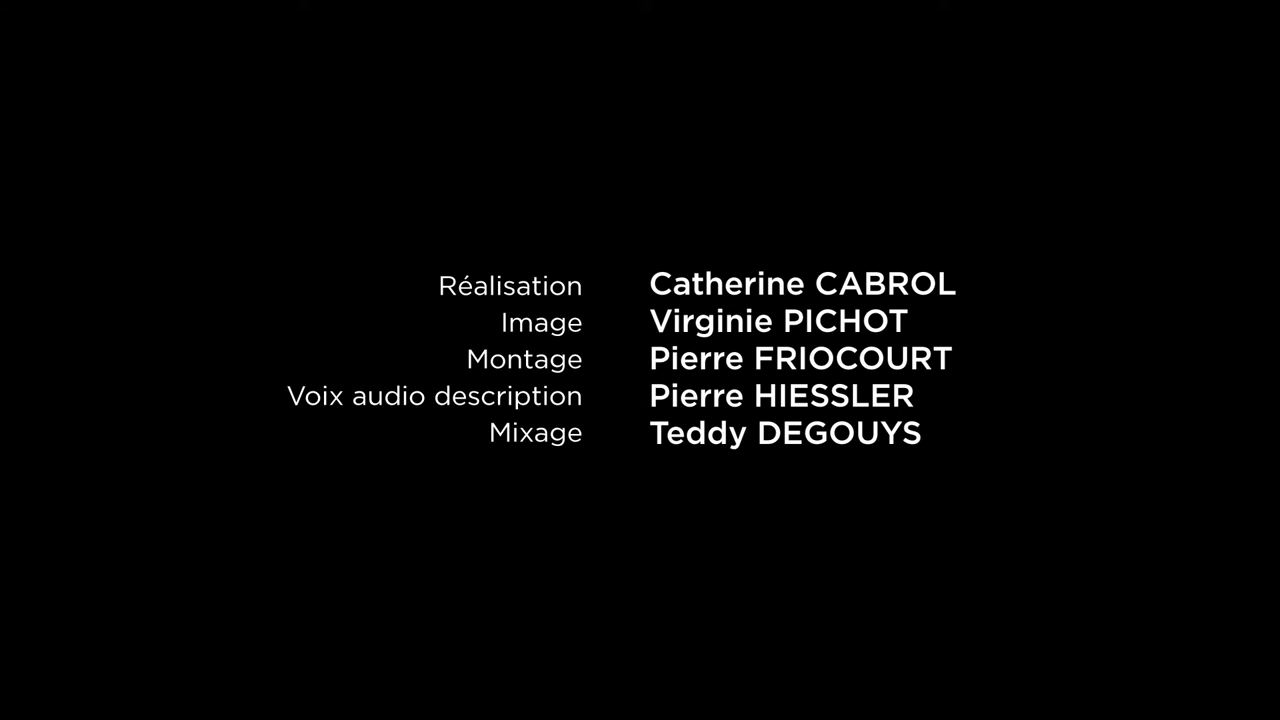 Réalisation Catherine CABROL
Image Virginie PICHOT
Montage Pierre FRIOCOURT
Voix audio description Pierre HIESSLER
Mixage Teddy DEGOUYS